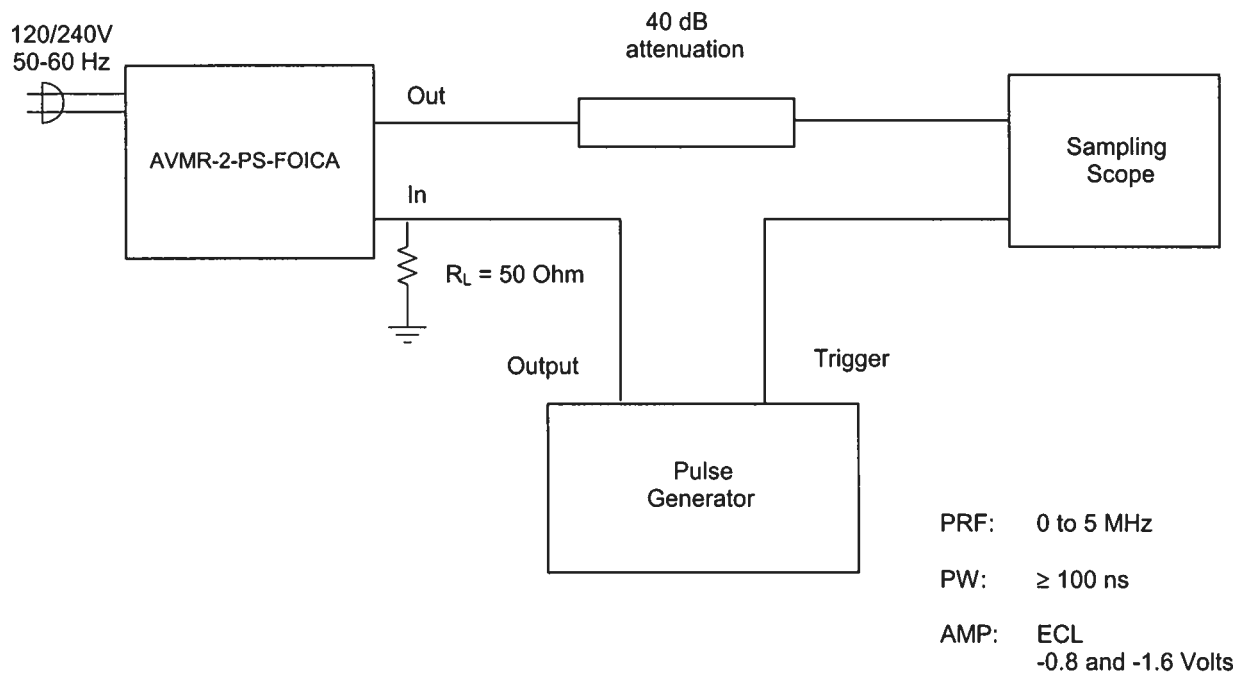 120/240V
50-60 Hz
40 dB
attenuation
Out
AVMR-2-PS-FOICA
Sampling
Scope
In
R_L = 50 Ohm
Output
Trigger
Pulse
Generator
PRF: 0 to 5 MHz
PW: ≥ 100 ns
AMP: ECL
-0.8 and -1.6 Volts